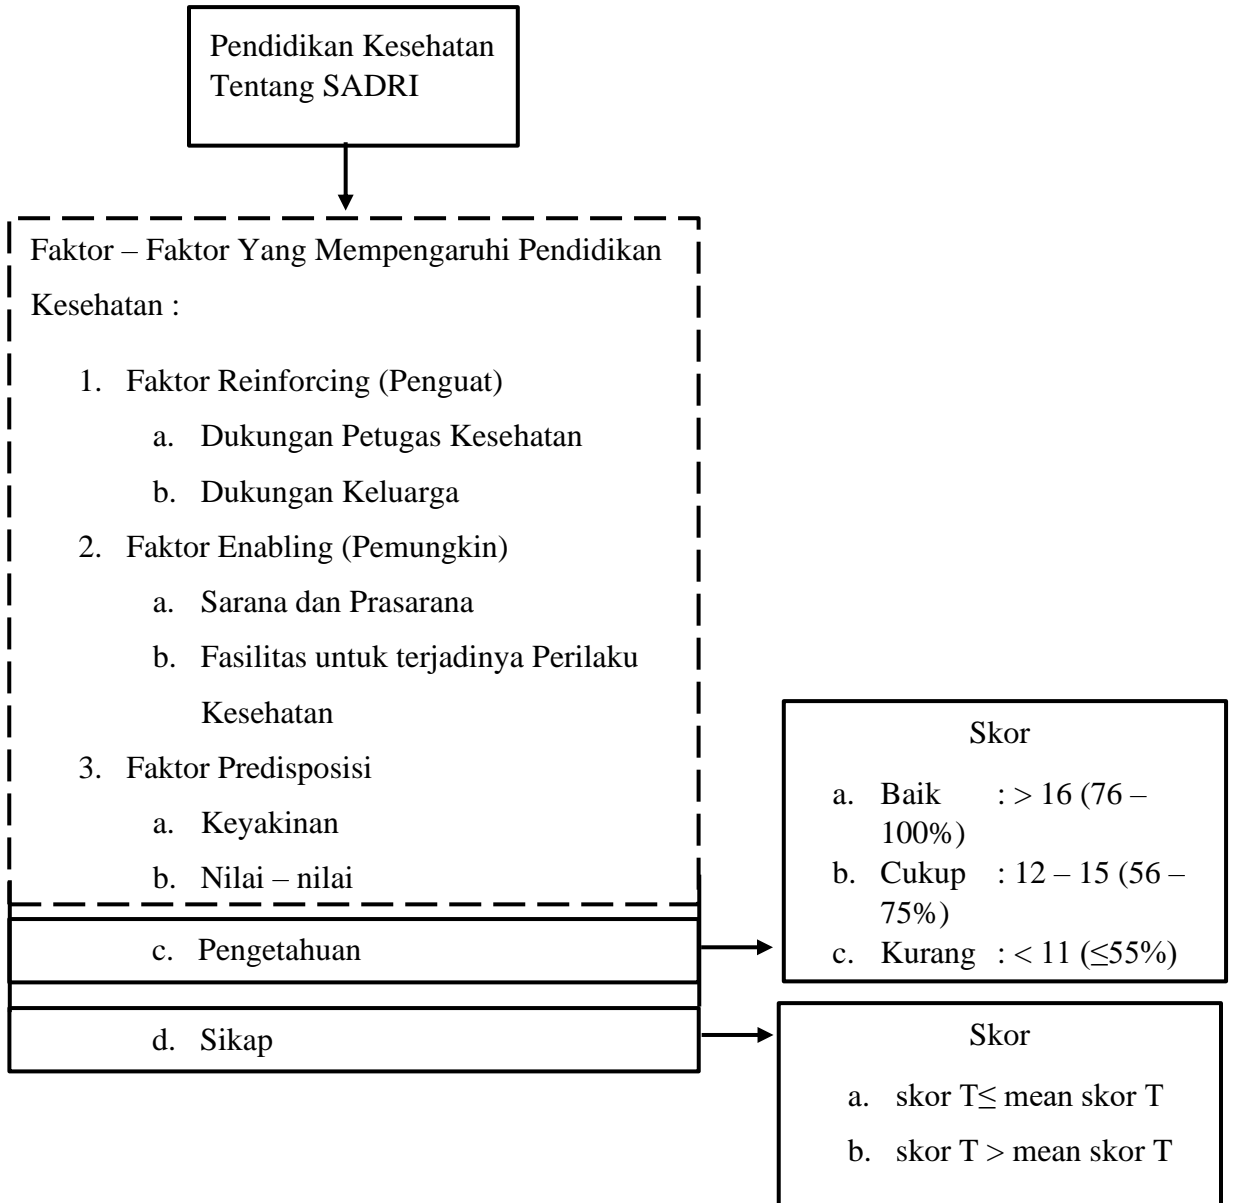 Pendidikan Kesehatan
Tentang SADRI
Faktor – Faktor Yang Mempengaruhi Pendidikan
Kesehatan :
1. Faktor Reinforcing (Penguat)
a. Dukungan Petugas Kesehatan
b. Dukungan Keluarga
2. Faktor Enabling (Pemungkin)
a. Sarana dan Prasarana
b. Fasilitas untuk terjadinya Perilaku
Kesehatan
3. Faktor Predisposisi
a. Keyakinan
b. Nilai – nilai
c. Pengetahuan
d. Sikap
Skor
a. Baik : > 16 (76 –
100%)
b. Cukup : 12 – 15 (56 –
75%)
c. Kurang : < 11 (≤55%)
Skor
a. skor T≤ mean skor T
b. skor T > mean skor T